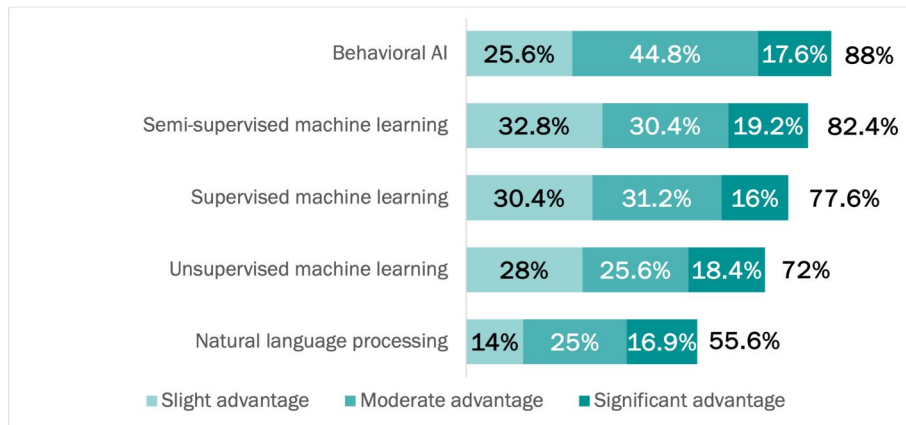 Behavioral AI 25.6% 44.8% 17.6% 88%
Semi-supervised machine learning 32.8% 30.4% 19.2% 82.4%
Supervised machine learning 30.4% 31.2% 16% 77.6%
Unsupervised machine learning 28% 25.6% 18.4% 72%
Natural language processing 14% 25% 16.9% 55.6%
Slight advantage Moderate advantage Significant advantage